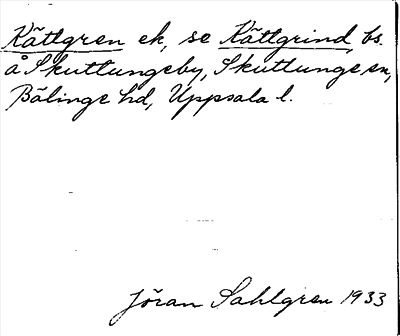 Kättgren ek, se Kättgrind, bs.
å Skuttungeby, Skuttunge sn,
Bälinge hd, Uppsala l.
Jöran Sahlgren 1933